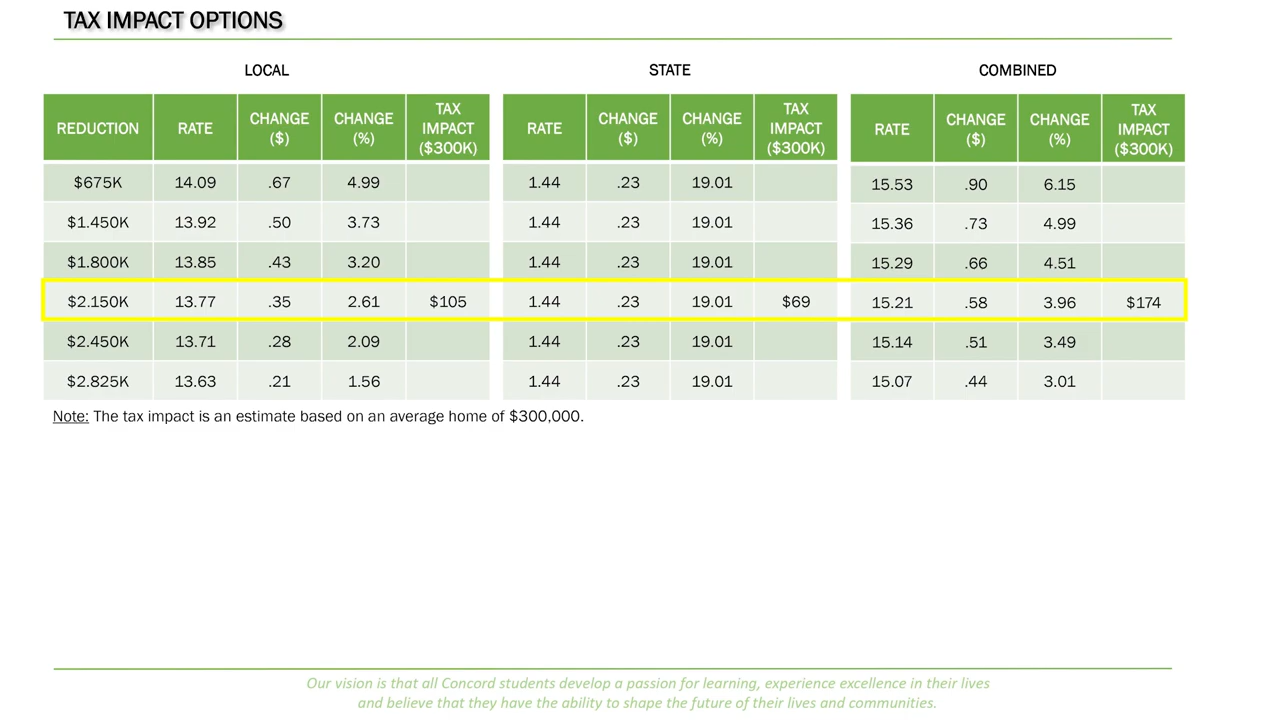 TAX IMPACT OPTIONS
LOCAL STATE COMBINED
REDUCTION RATE CHANGE ($) CHANGE (%) TAX IMPACT ($300K) RATE CHANGE ($) CHANGE (%) TAX IMPACT ($300K) RATE CHANGE ($) CHANGE (%) TAX IMPACT ($300K)
$675K 14.09 .67 4.99 1.44 .23 19.01 15.53 .90 6.15
$1.450K 13.92 .50 3.73 1.44 .23 19.01 15.36 .73 4.99
$1.800K 13.85 .43 3.20 1.44 .23 19.01 15.29 .66 4.51
$2.150K 13.77 .35 2.61 $105 1.44 .23 19.01 $69 15.21 .58 3.96 $174
$2.450K 13.71 .28 2.09 1.44 .23 19.01 15.14 .51 3.49
$2.825K 13.63 .21 1.56 1.44 .23 19.01 15.07 .44 3.01
Note: The tax impact is an estimate based on an average home of $300,000.
Our vision is that all Concord students develop a passion for learning, experience excellence in their lives
and believe that they have the ability to shape the future of their lives and communities.